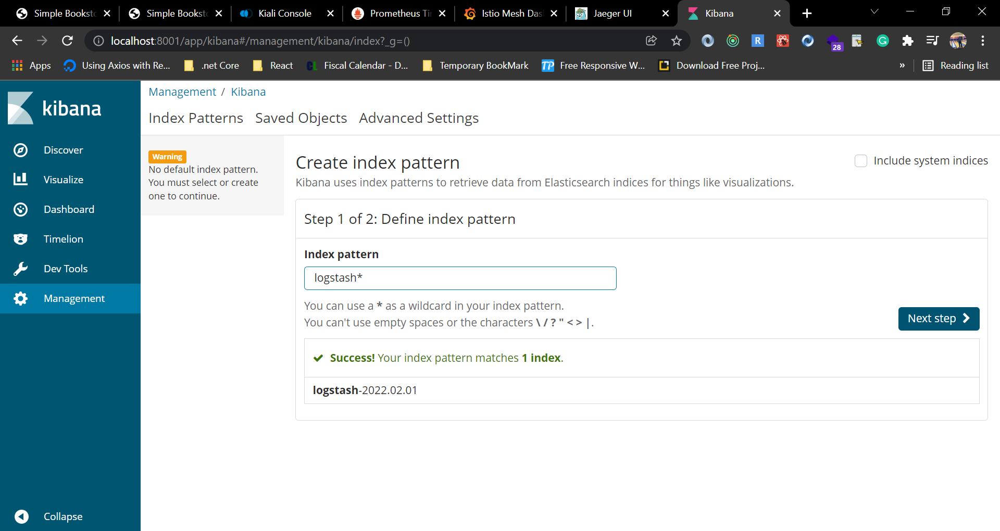 Simple Bookst
Simple Bookst
Kiali Console
Prometheus Ti
Istio Mesh Das
Jaeger UI
Kibana
localhost:8001/app/kibana#/management/kibana/index?_g=()
R
28
G
Apps
Using Axios with Re...
.net Core
React
CL
Fiscal Calendar - D...
Temporary BookMark
TP
Free Responsive W...
Download Free Proj...
»
Reading list
kibana
Discover
Visualize
Dashboard
Timelion
Dev Tools
Management
Collapse
Management / Kibana
Index Patterns Saved Objects Advanced Settings
Warning
No default index pattern.
You must select or create
one to continue.
Create index pattern
Include system indices
Kibana uses index patterns to retrieve data from Elasticsearch indices for things like visualizations.
Step 1 of 2: Define index pattern
Index pattern
logstash*
You can use a * as a wildcard in your index pattern.
You can't use empty spaces or the characters \ / ? " < > |.
Next step
Success! Your index pattern matches 1 index.
logstash-2022.02.01